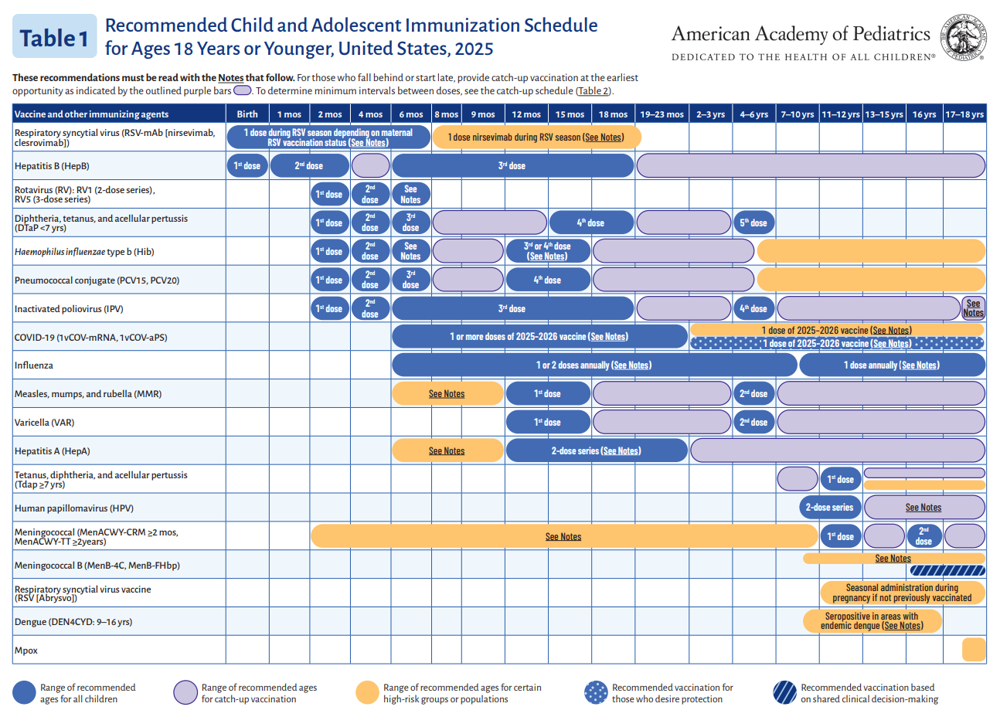 Table 1
Recommended Child and Adolescent Immunization Schedule
for Ages 18 Years or Younger, United States, 2025
American Academy of Pediatrics
DEDICATED TO THE HEALTH OF ALL CHILDREN®
These recommendations must be read with the Notes that follow. For those who fall behind or start late, provide catch-up vaccination at the earliest
opportunity as indicated by the outlined purple bars. To determine minimum intervals between doses, see the catch-up schedule (Table 2).
Vaccine and other immunizing agents Birth 1 mos 2 mos 4 mos 6 mos 8 mos 9 mos 12 mos 15 mos 18 mos 19–23 mos 2–3 yrs 4–6 yrs 7–10 yrs 11–12 yrs 13–15 yrs 16 yrs 17–18 yrs
Respiratory syncytial virus (RSV-mAb [nirsevimab,
clesrovimab])
1 dose during RSV season depending on maternal
RSV vaccination status (See Notes)
1 dose nirsevimab during RSV season (See Notes)
Hepatitis B (HepB) 1st dose 2nd dose 3rd dose
Rotavirus (RV): RV1 (2-dose series),
RV5 (3-dose series)
1st dose 2nd dose See Notes
Diphtheria, tetanus, and acellular pertussis
(DTaP <7 yrs)
1st dose 2nd dose 3rd dose 4th dose 5th dose
Haemophilus influenzae type b (Hib) 1st dose 2nd dose See Notes 3rd or 4th dose (See Notes)
Pneumococcal conjugate (PCV15, PCV20) 1st dose 2nd dose 3rd dose 4th dose
Inactivated poliovirus (IPV) 1st dose 2nd dose 3rd dose 4th dose See Notes
COVID-19 (1vCOV-mRNA, 1vCOV-aPS) 1 or more doses of 2025-2026 vaccine (See Notes)
1 dose of 2025-2026 vaccine (See Notes)
1 dose of 2025-2026 vaccine (See Notes)
Influenza 1 or 2 doses annually (See Notes) 1 dose annually (See Notes)
Measles, mumps, and rubella (MMR) See Notes 1st dose 2nd dose
Varicella (VAR) 1st dose 2nd dose
Hepatitis A (HepA) See Notes 2-dose series (See Notes)
Tetanus, diphtheria, and acellular pertussis
(Tdap ≥7 yrs)
1st dose
Human papillomavirus (HPV) 2-dose series See Notes
Meningococcal (MenACWY-CRM ≥2 mos,
MenACWY-TT ≥2years)
See Notes 1st dose 2nd dose
Meningococcal B (MenB-4C, MenB-FHbp) See Notes
Respiratory syncytial virus vaccine
(RSV [Abrysvo])
Seasonal administration during
pregnancy if not previously vaccinated
Dengue (DEN4CYD: 9–16 yrs)
Seropositive in areas with
endemic dengue (See Notes)
Mpox
Range of recommended
ages for all children
Range of recommended ages
for catch-up vaccination
Range of recommended ages for certain
high-risk groups or populations
Recommended vaccination for
those who desire protection
Recommended vaccination based
on shared clinical decision-making